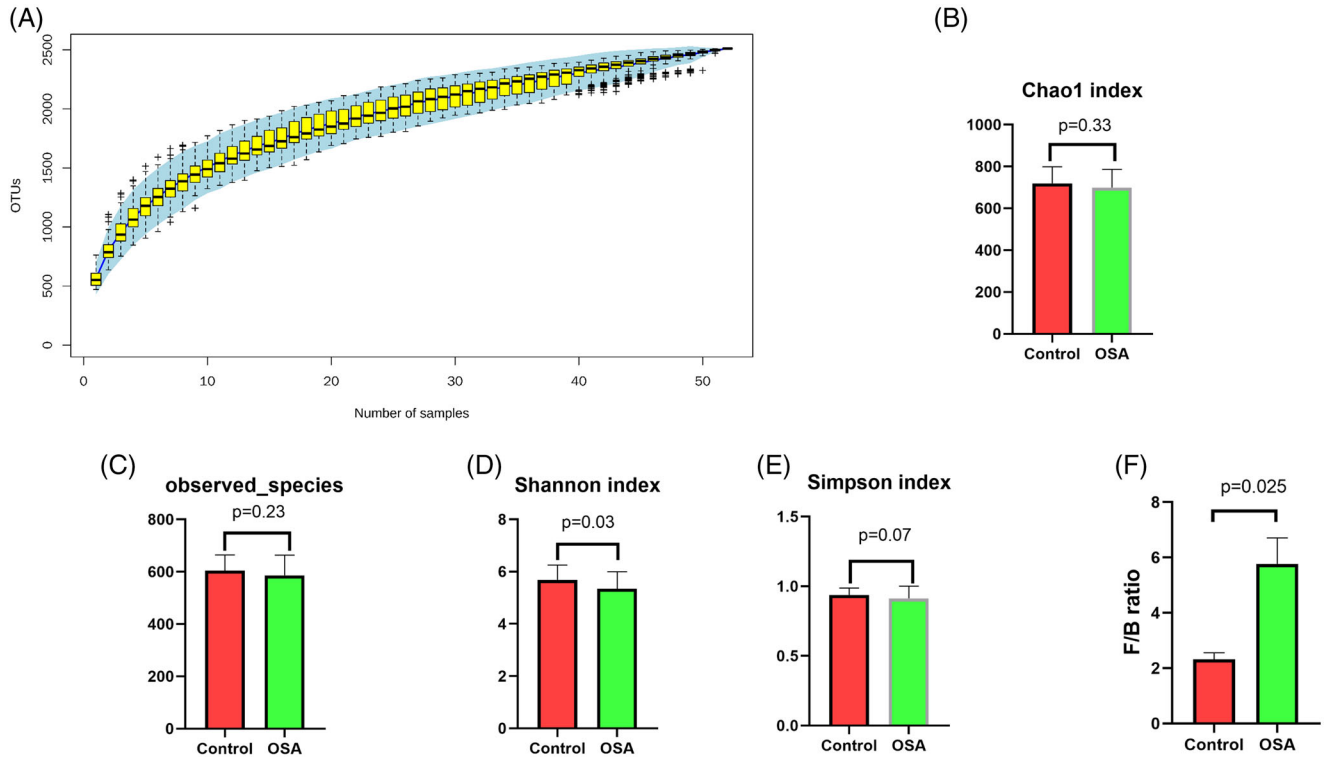 (A)
OTUs
2500
2000
1500
1000
500
0
0 10 20 30 40 50
Number of samples
(B)
Chao1 index
p=0.33
1000
800
600
400
200
0
Control OSA
(C)
observed_species
p=0.23
800
600
400
200
0
Control OSA
(D)
Shannon index
p=0.03
8
6
4
2
0
Control OSA
(E)
Simpson index
p=0.07
1.5
1.0
0.5
0.0
Control OSA
(F)
p=0.025
F/B ratio
8
6
4
2
0
Control OSA